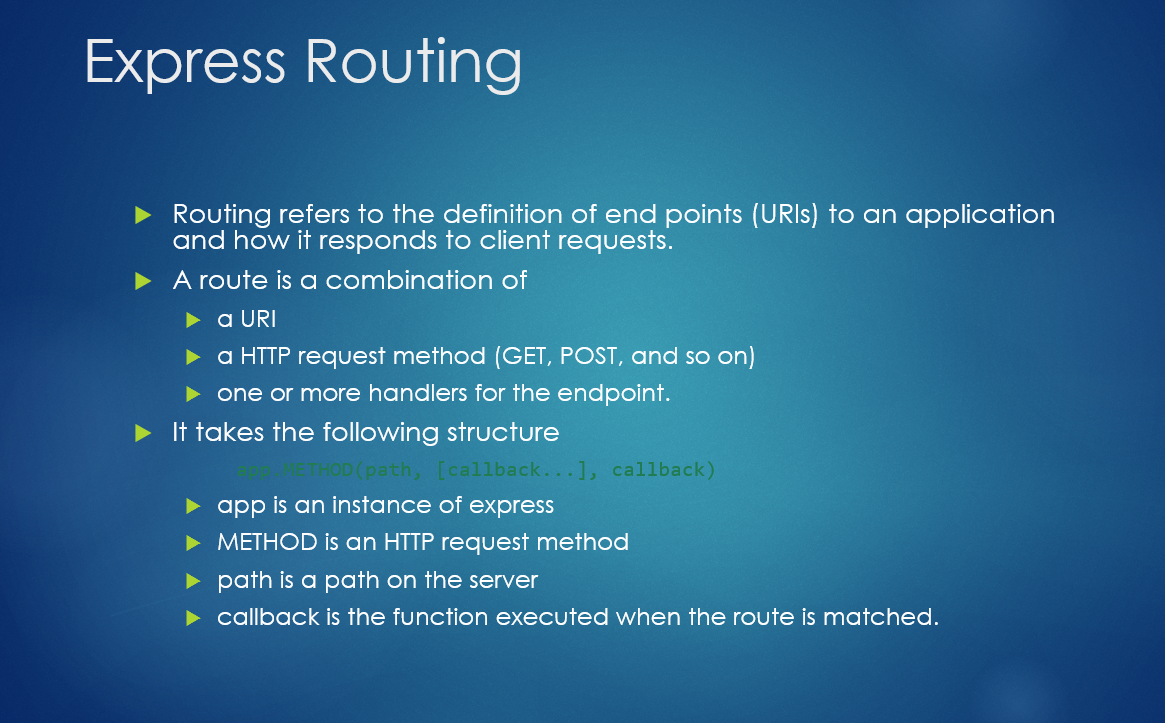 Express Routing
Routing refers to the definition of end points (URIs) to an application
and how it responds to client requests.
A route is a combination of
a URI
a HTTP request method (GET, POST, and so on)
one or more handlers for the endpoint.
It takes the following structure
app.METHOD(path, [callback...], callback)
app is an instance of express
METHOD is an HTTP request method
path is a path on the server
callback is the function executed when the route is matched.